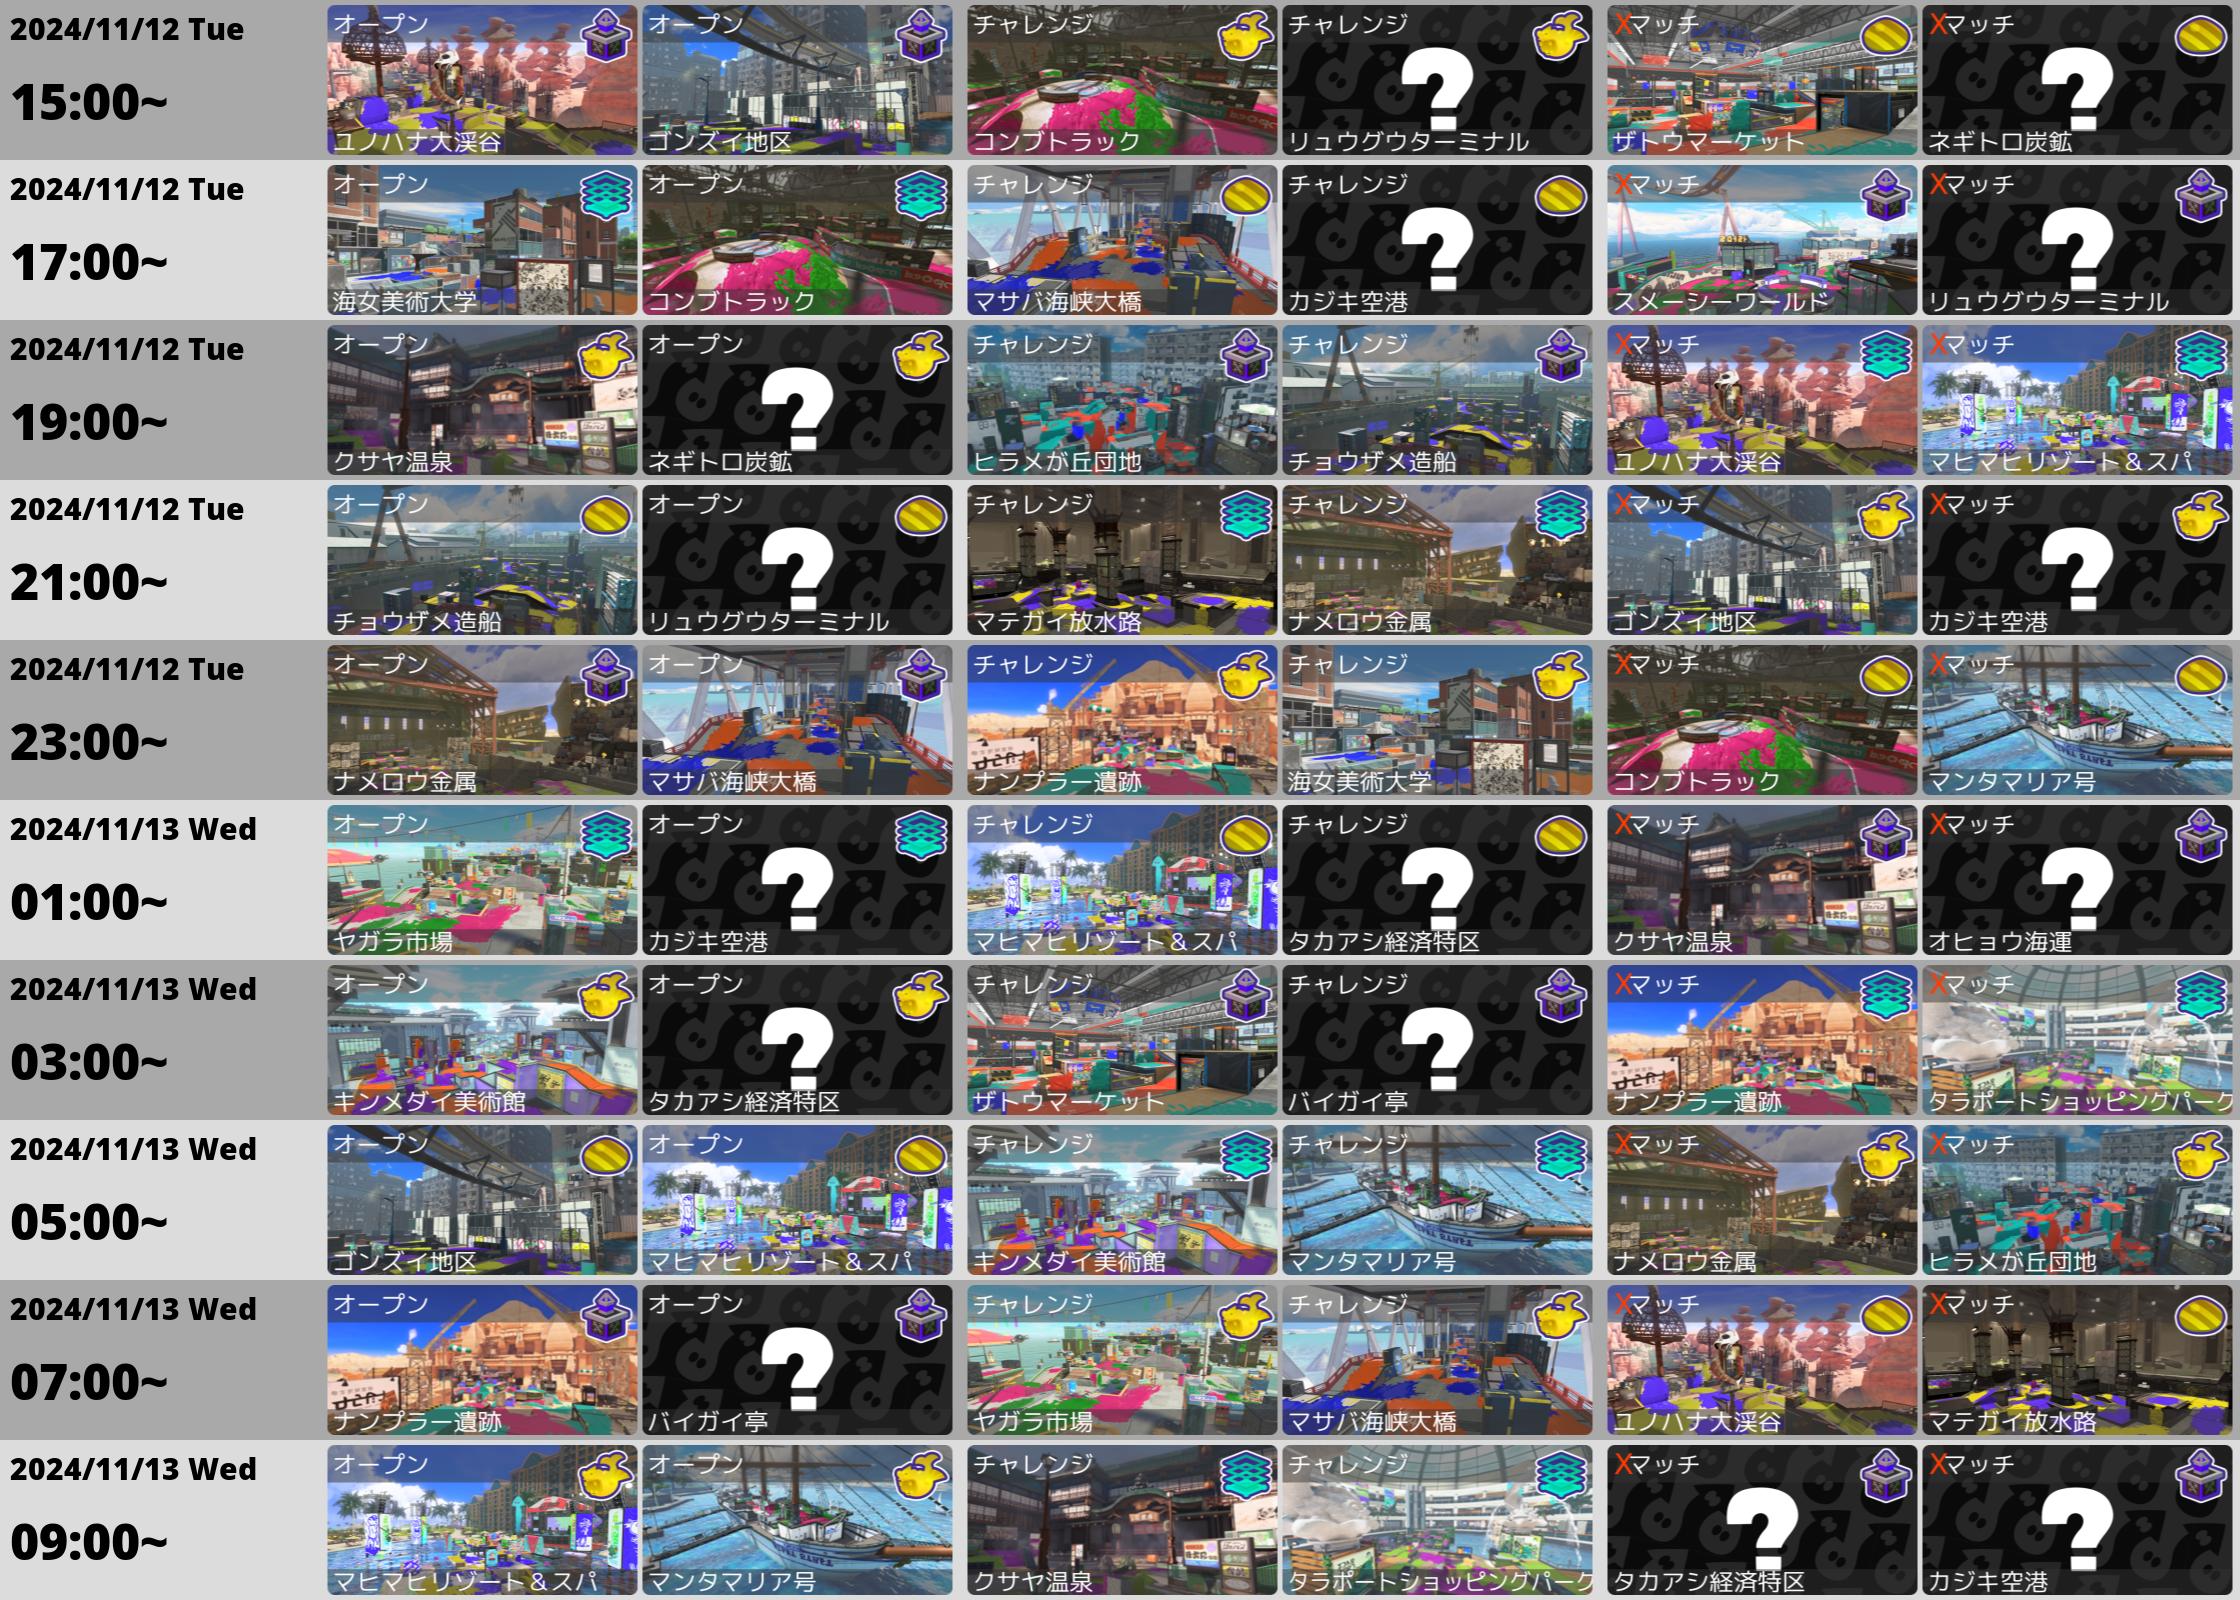 2024/11/12 Tue
15:00~
オープン
ユノハナ大渓谷
オープン
ゴンズイ地区
チャレンジ
コンブトラック
チャレンジ
リュウグウターミナル
Xマッチ
ザトウマーケット
Xマッチ
ネギトロ炭鉱
2024/11/12 Tue
17:00~
オープン
海女美術大学
オープン
コンブトラック
チャレンジ
マサバ海峡大橋
チャレンジ
カジキ空港
Xマッチ
スメーシーワールド
Xマッチ
リュウグウターミナル
2024/11/12 Tue
19:00~
オープン
クサヤ温泉
オープン
ネギトロ炭鉱
チャレンジ
ヒラメが丘団地
チャレンジ
チョウザメ造船
Xマッチ
ユノハナ大渓谷
Xマッチ
マヒマヒリゾート＆スパ
2024/11/12 Tue
21:00~
オープン
チョウザメ造船
オープン
リュウグウターミナル
チャレンジ
マテガイ放水路
チャレンジ
ナメロウ金属
Xマッチ
ゴンズイ地区
Xマッチ
カジキ空港
2024/11/12 Tue
23:00~
オープン
ナメロウ金属
オープン
マサバ海峡大橋
チャレンジ
ナンプラー遺跡
チャレンジ
海女美術大学
Xマッチ
コンブトラック
Xマッチ
マンタマリア号
2024/11/13 Wed
01:00~
オープン
ヤガラ市場
オープン
カジキ空港
チャレンジ
マヒマヒリゾート＆スパ
チャレンジ
タカアシ経済特区
Xマッチ
クサヤ温泉
Xマッチ
オヒョウ海運
2024/11/13 Wed
03:00~
オープン
キンメダイ美術館
オープン
タカアシ経済特区
チャレンジ
ザトウマーケット
チャレンジ
バイガイ亭
Xマッチ
ナンプラー遺跡
Xマッチ
タラポートショッピングパーク
2024/11/13 Wed
05:00~
オープン
ゴンズイ地区
オープン
マヒマヒリゾート＆スパ
チャレンジ
キンメダイ美術館
チャレンジ
マンタマリア号
Xマッチ
ナメロウ金属
Xマッチ
ヒラメが丘団地
2024/11/13 Wed
07:00~
オープン
ナンプラー遺跡
オープン
バイガイ亭
チャレンジ
ヤガラ市場
チャレンジ
マサバ海峡大橋
Xマッチ
ユノハナ大渓谷
Xマッチ
マテガイ放水路
2024/11/13 Wed
09:00~
オープン
マヒマヒリゾート＆スパ
オープン
マンタマリア号
チャレンジ
クサヤ温泉
チャレンジ
タラポートショッピングパーク
Xマッチ
タカアシ経済特区
Xマッチ
カジキ空港